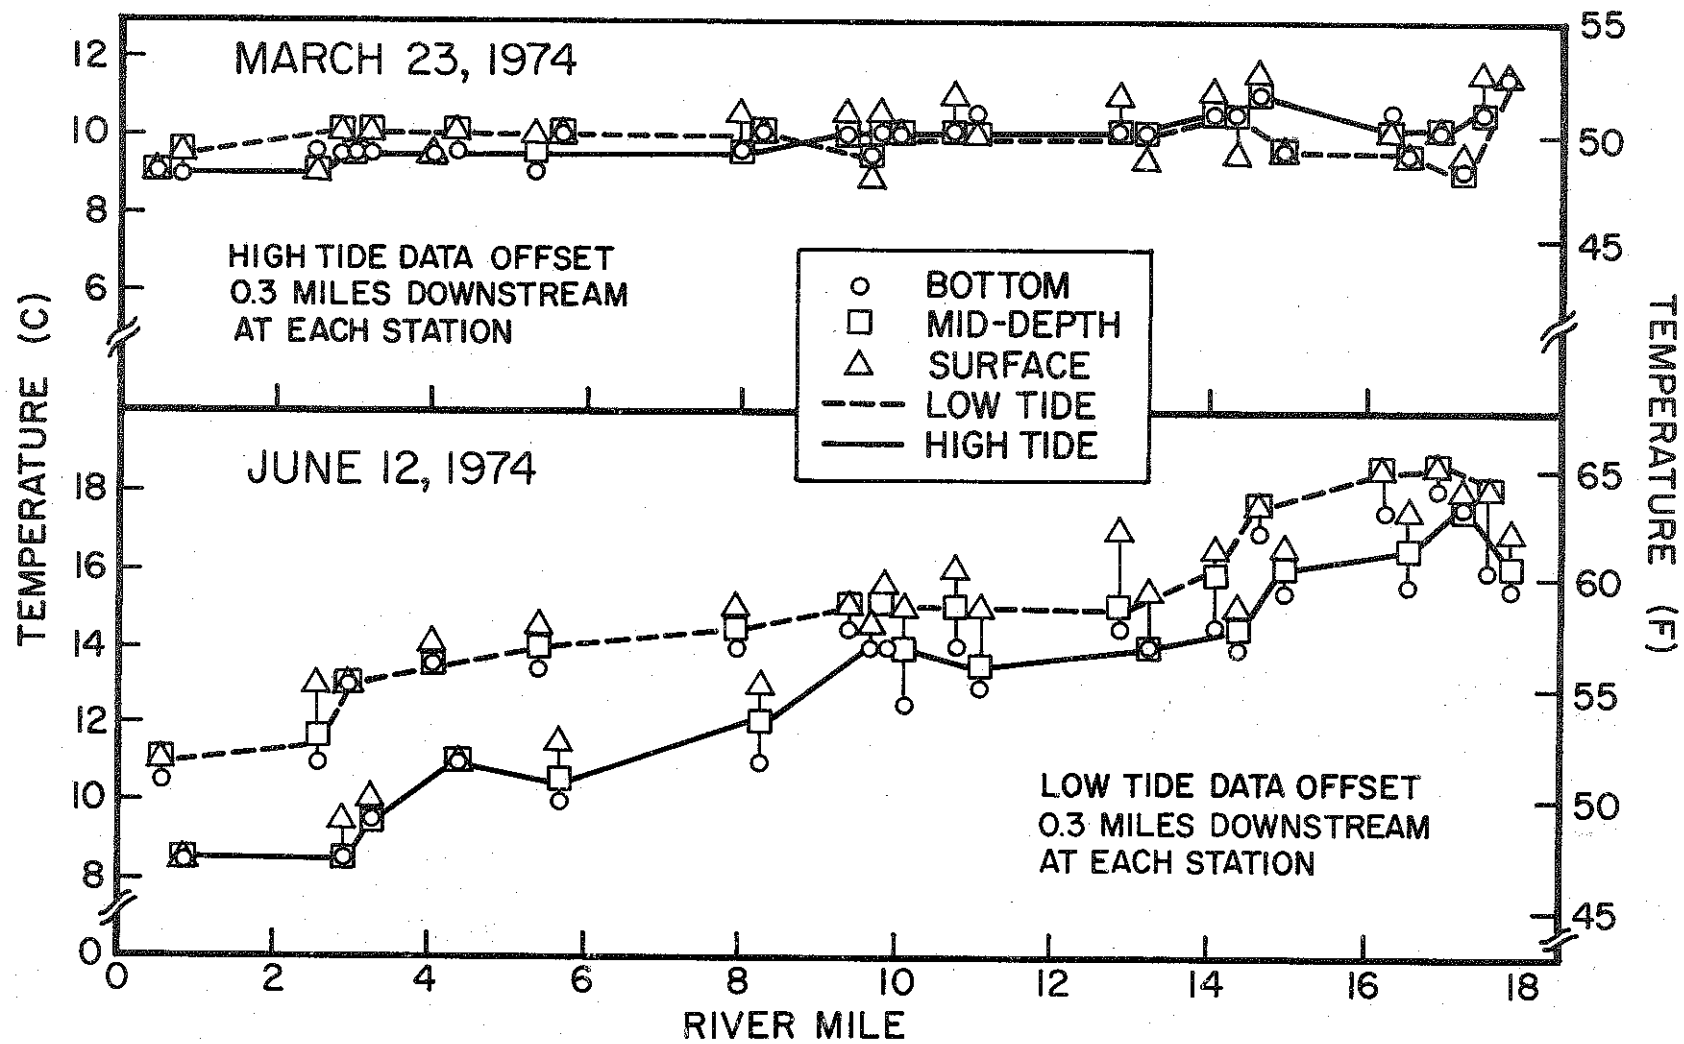 MARCH 23, 1974
12
10
8
6
55
50
45
HIGH TIDE DATA OFFSET
0.3 MILES DOWNSTREAM
AT EACH STATION
BOTTOM
MID-DEPTH
SURFACE
LOW TIDE
HIGH TIDE
TEMPERATURE (C)
TEMPERATURE (F)
JUNE 12, 1974
18
16
14
12
10
8
0
65
60
55
50
45
LOW TIDE DATA OFFSET
0.3 MILES DOWNSTREAM
AT EACH STATION
0 2 4 6 8 10 12 14 16 18
RIVER MILE